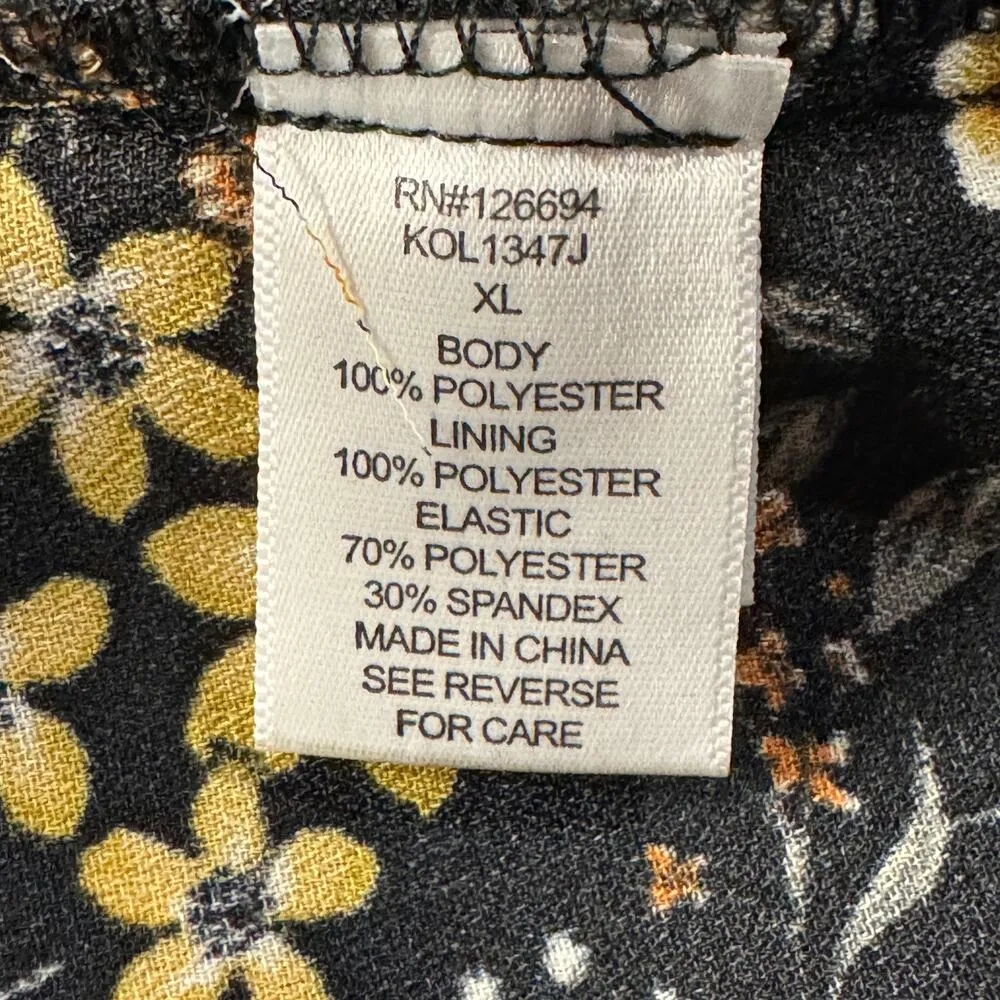 RN#126694
KOL1347J
XL
BODY
100% POLYESTER
LINING
100% POLYESTER
ELASTIC
70% POLYESTER
30% SPANDEX
MADE IN CHINA
SEE REVERSE
FOR CARE